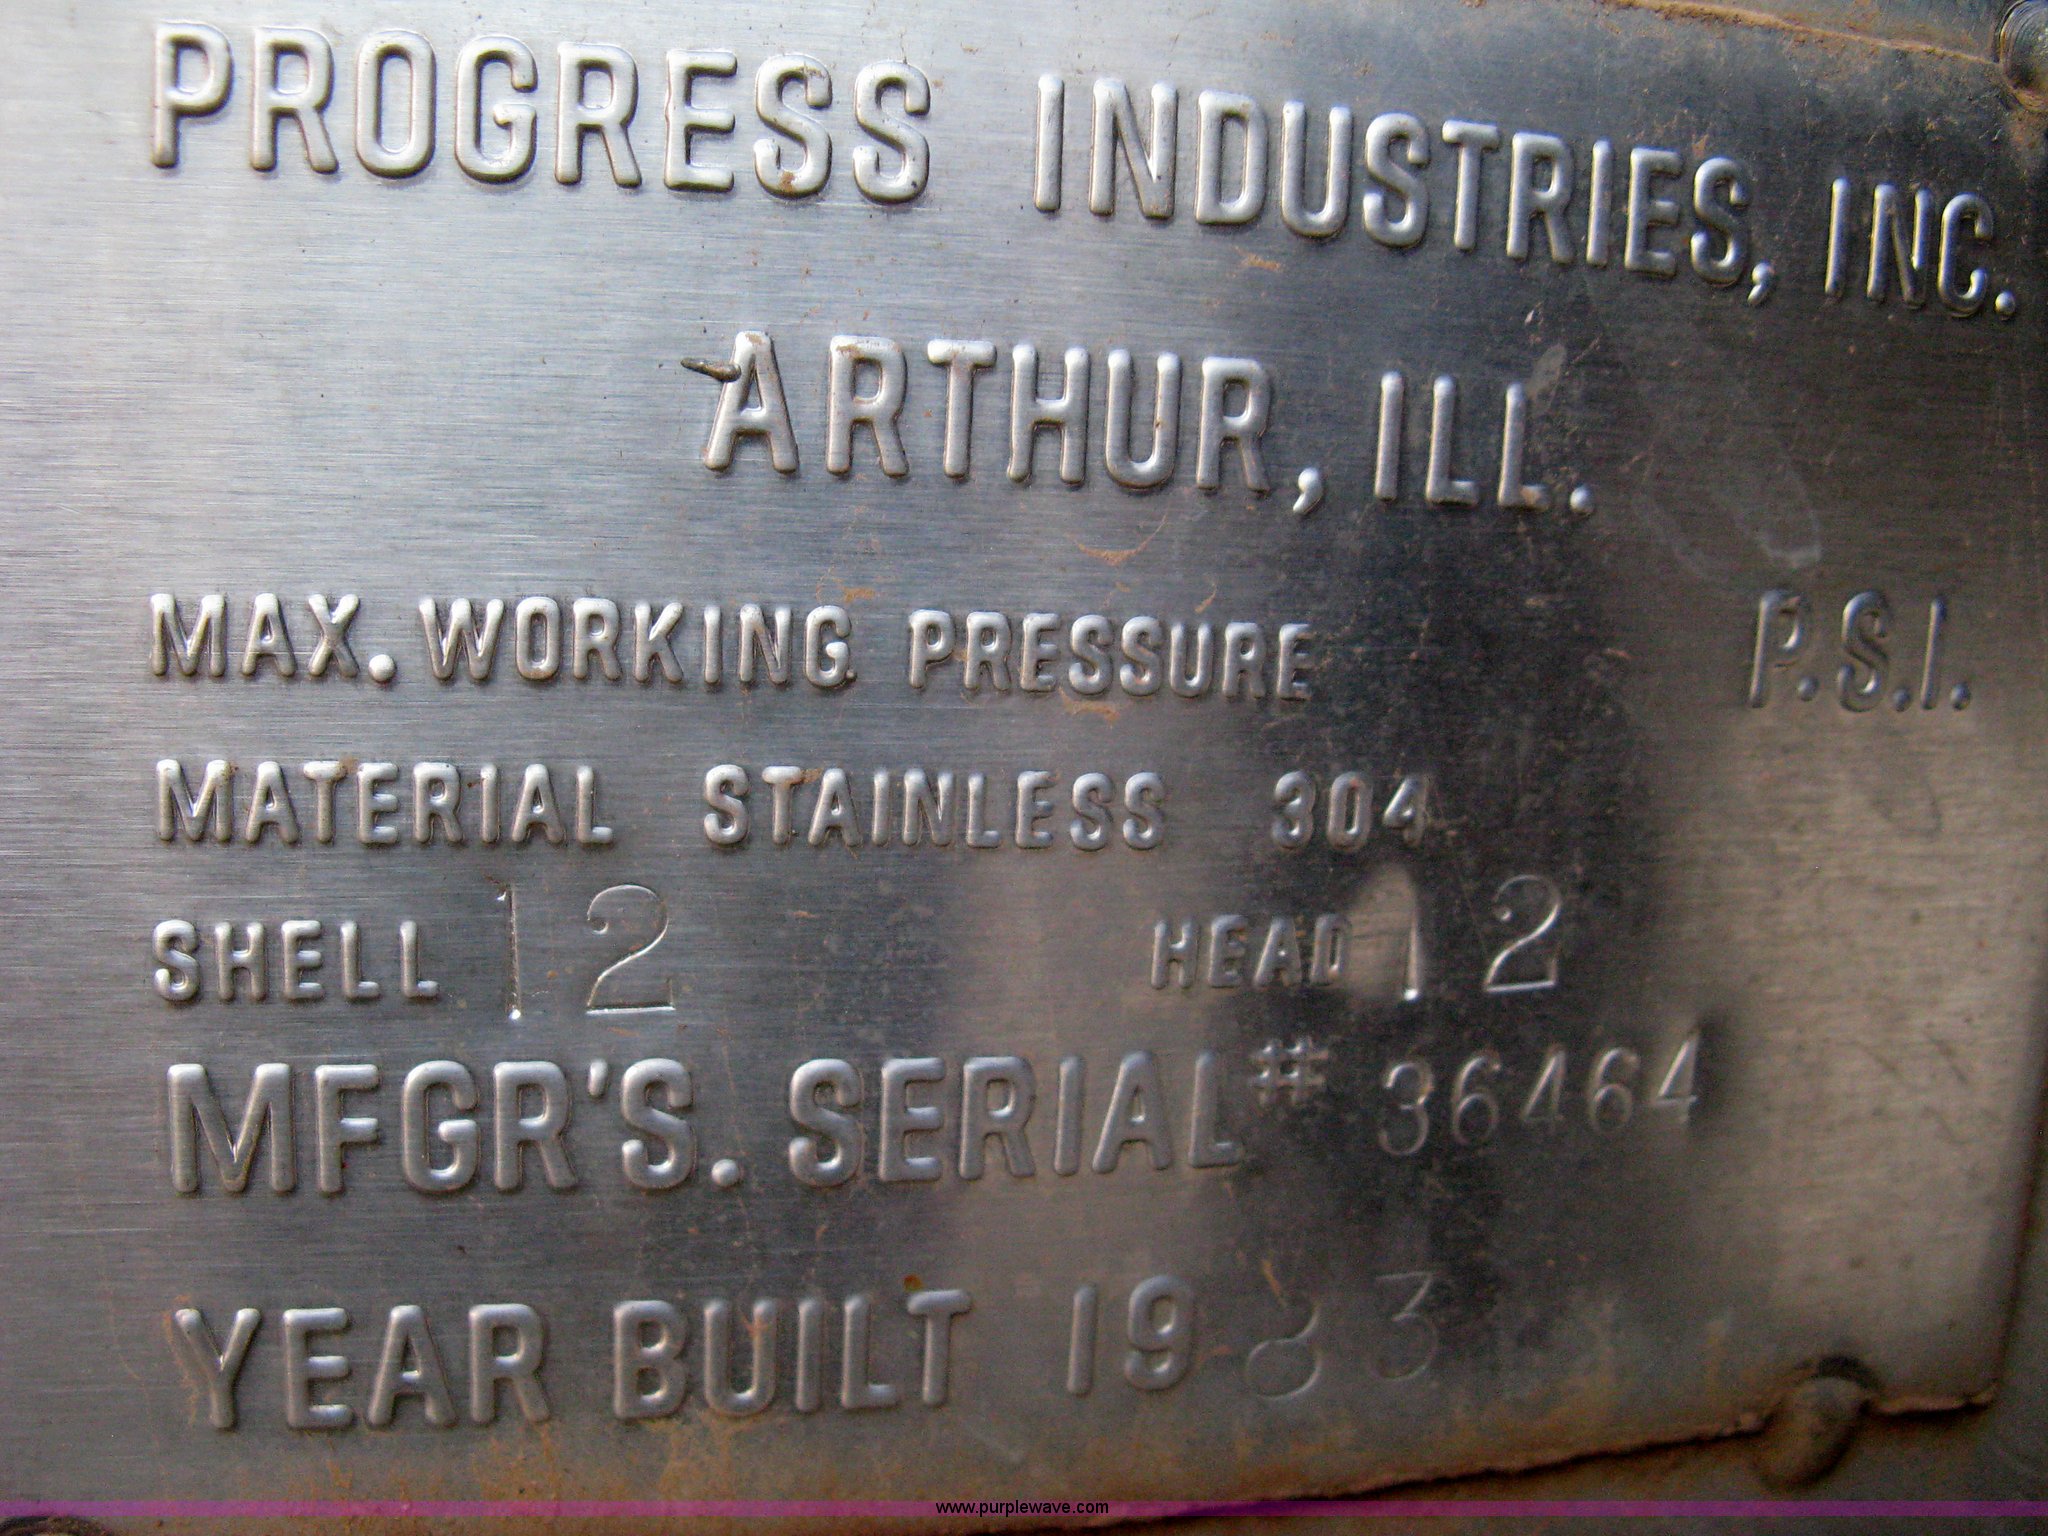 PROGRESS INDUSTRIES, INC.
ARTHUR, ILL.
MAX. WORKING PRESSURE P.S.I.
MATERIAL STAINLESS 304
SHELL 12 HEAD 12
MFGR'S. SERIAL # 36464
YEAR BUILT 1983
www.purplewave.com